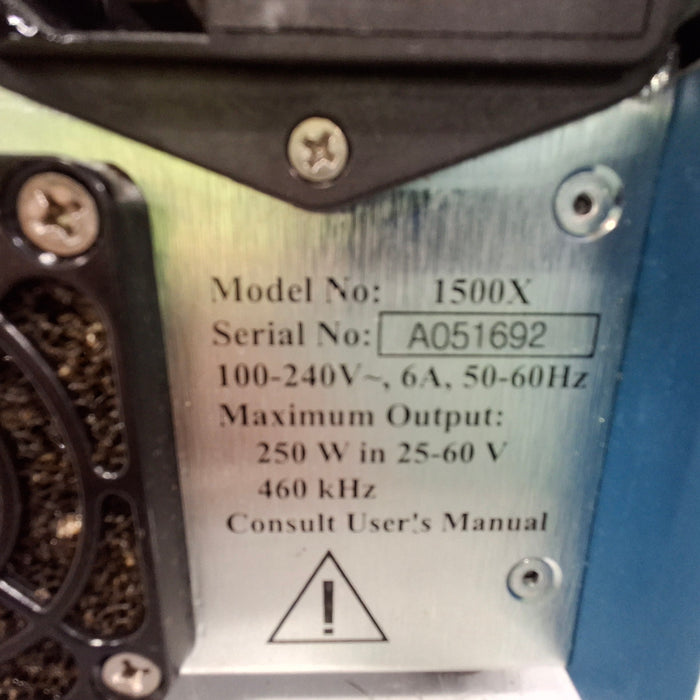 Model No: 1500X
Serial No: A051692
100-240V~, 6A, 50-60Hz
Maximum Output:
250 W in 25-60 V
460 kHz
Consult User's Manual
!